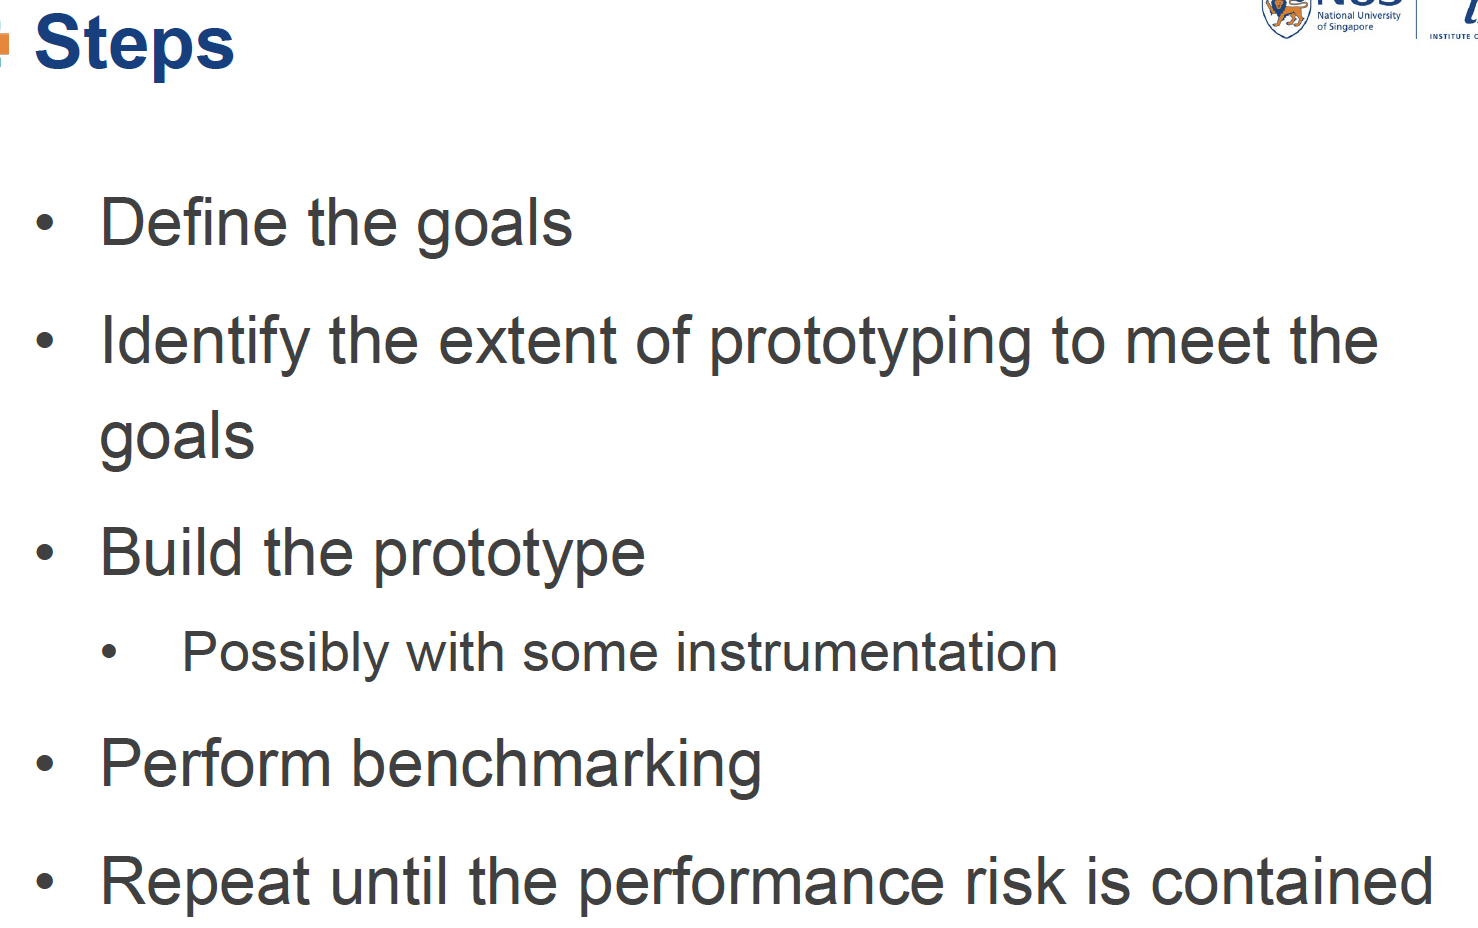 Steps
National University
of Singapore
• Define the goals
• Identify the extent of prototyping to meet the
goals
• Build the prototype
• Possibly with some instrumentation
• Perform benchmarking
• Repeat until the performance risk is contained